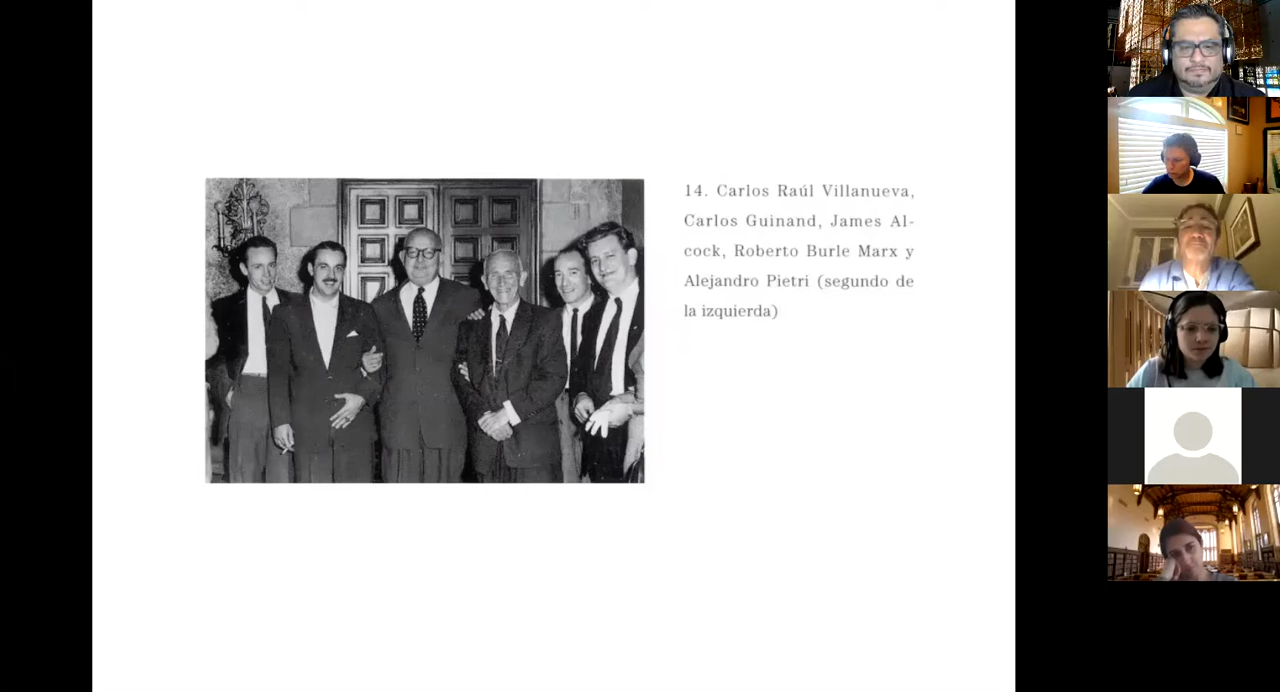 14. Carlos Raúl Villanueva,
Carlos Guinand, James Al-
cock, Roberto Burle Marx y
Alejandro Pietri (segundo de
la izquierda)